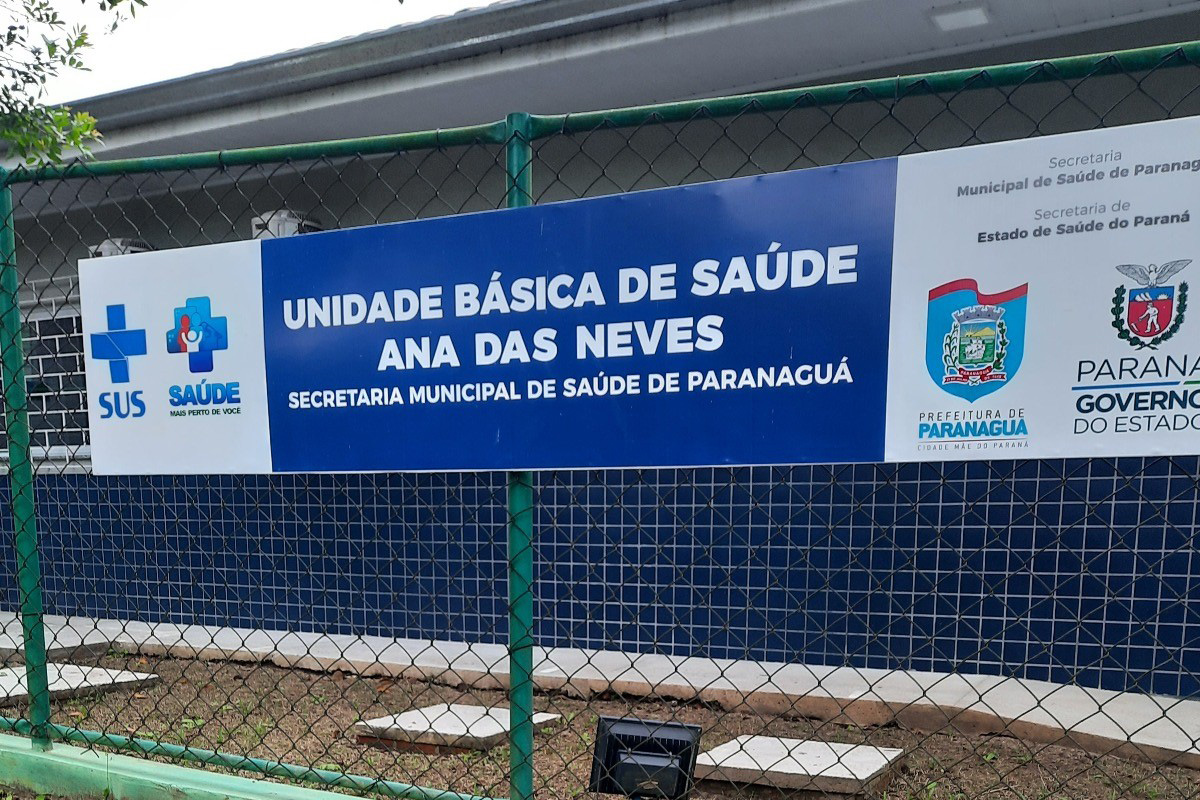 SUS
SAÚDE
MAIS PERTO DE VOCÊ
UNIDADE BÁSICA DE SAÚDE
ANA DAS NEVES
SECRETARIA MUNICIPAL DE SAÚDE DE PARANAGUÁ
Secretaria
Municipal de Saúde de Paranag
Secretaria de
Estado de Saúde do Paraná
PREFEITURA DE
PARANAGUÁ
CIDADE MÃE DO PARANÁ
PARANÁ
GOVERNO
DO ESTADO